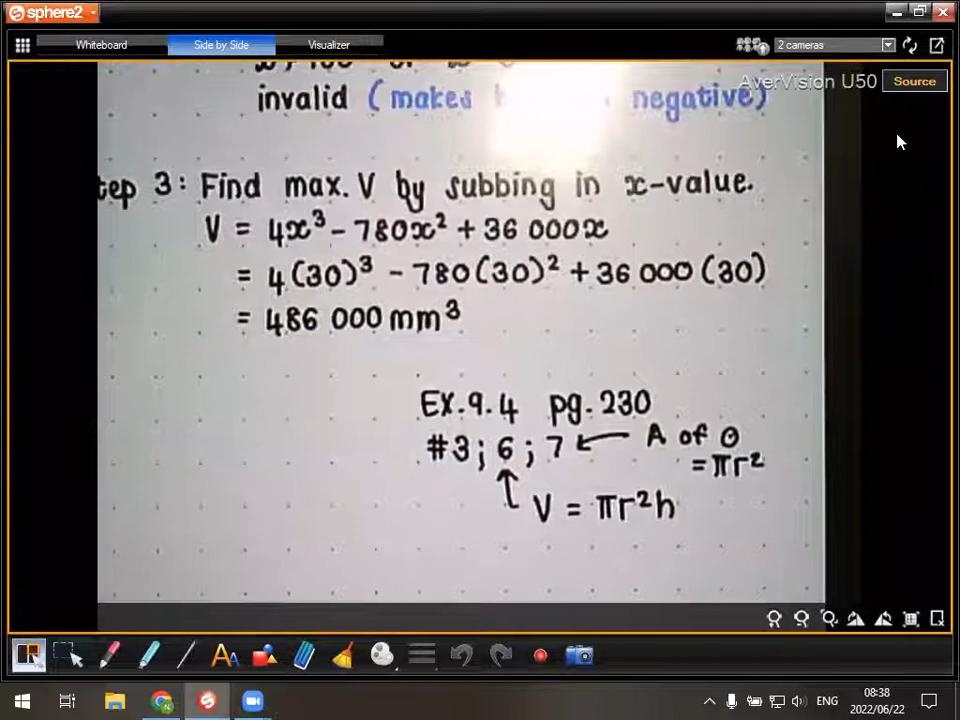 sphere2
Whiteboard
Side by Side
Visualizer
2 cameras
AverVision U50
Source
invalid (makes negative)
tep 3: Find max. V by subbing in x-value.
V = 4x³ - 780x² + 36 000x
= 4(30)³ - 780(30)² + 36 000(30)
= 486 000 mm³
Ex. 9.4 pg. 230
#3; 6; 7 ← A of O
= πr²
V = πr²h
ENG
08:38
2022/06/22